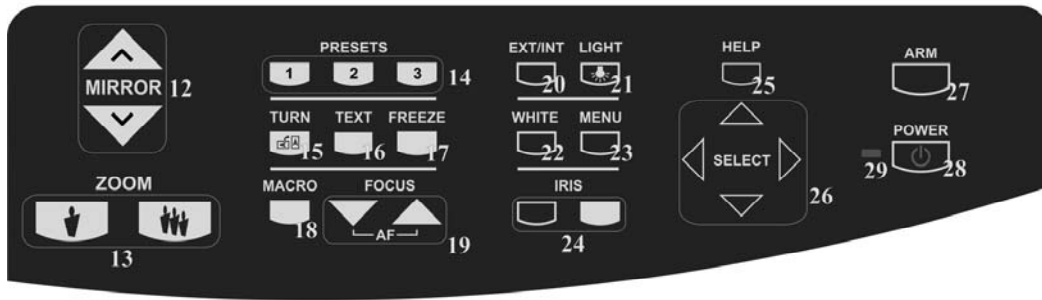 MIRROR 12
ZOOM
13
PRESETS
1 2 3 14
TURN TEXT FREEZE
A 15 16 17
MACRO FOCUS
18 AF 19
EXT/INT LIGHT
20 21
WHITE MENU
22 23
IRIS
24
HELP
25
SELECT
26
ARM
27
POWER
29 28